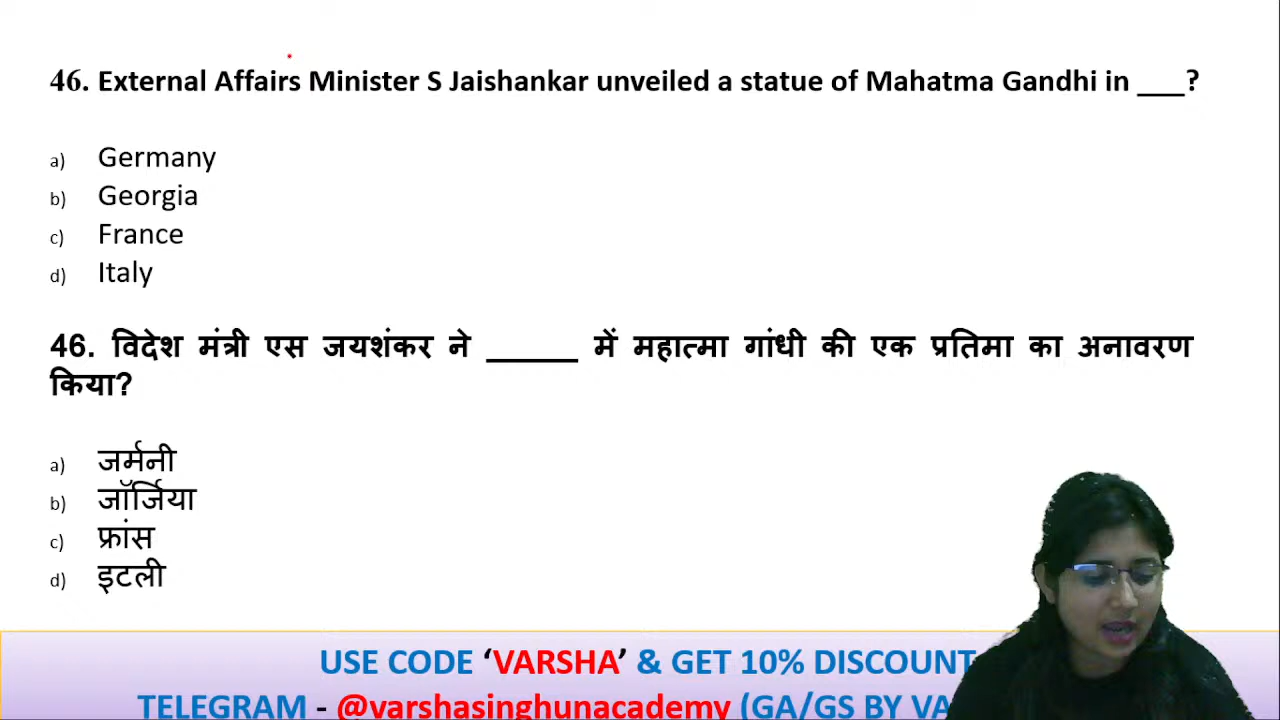 46. External Affairs Minister S Jaishankar unveiled a statue of Mahatma Gandhi in ___?
a) Germany
b) Georgia
c) France
d) Italy
46. विदेश मंत्री एस जयशंकर ने ______ में महात्मा गांधी की एक प्रतिमा का अनावरण
किया?
a) जर्मनी
b) जॉर्जिया
c) फ्रांस
d) इटली
USE CODE ‘VARSHA’ & GET 10% DISCOUNT
TELEGRAM - @varshasinghunacademy (GA/GS BY VA